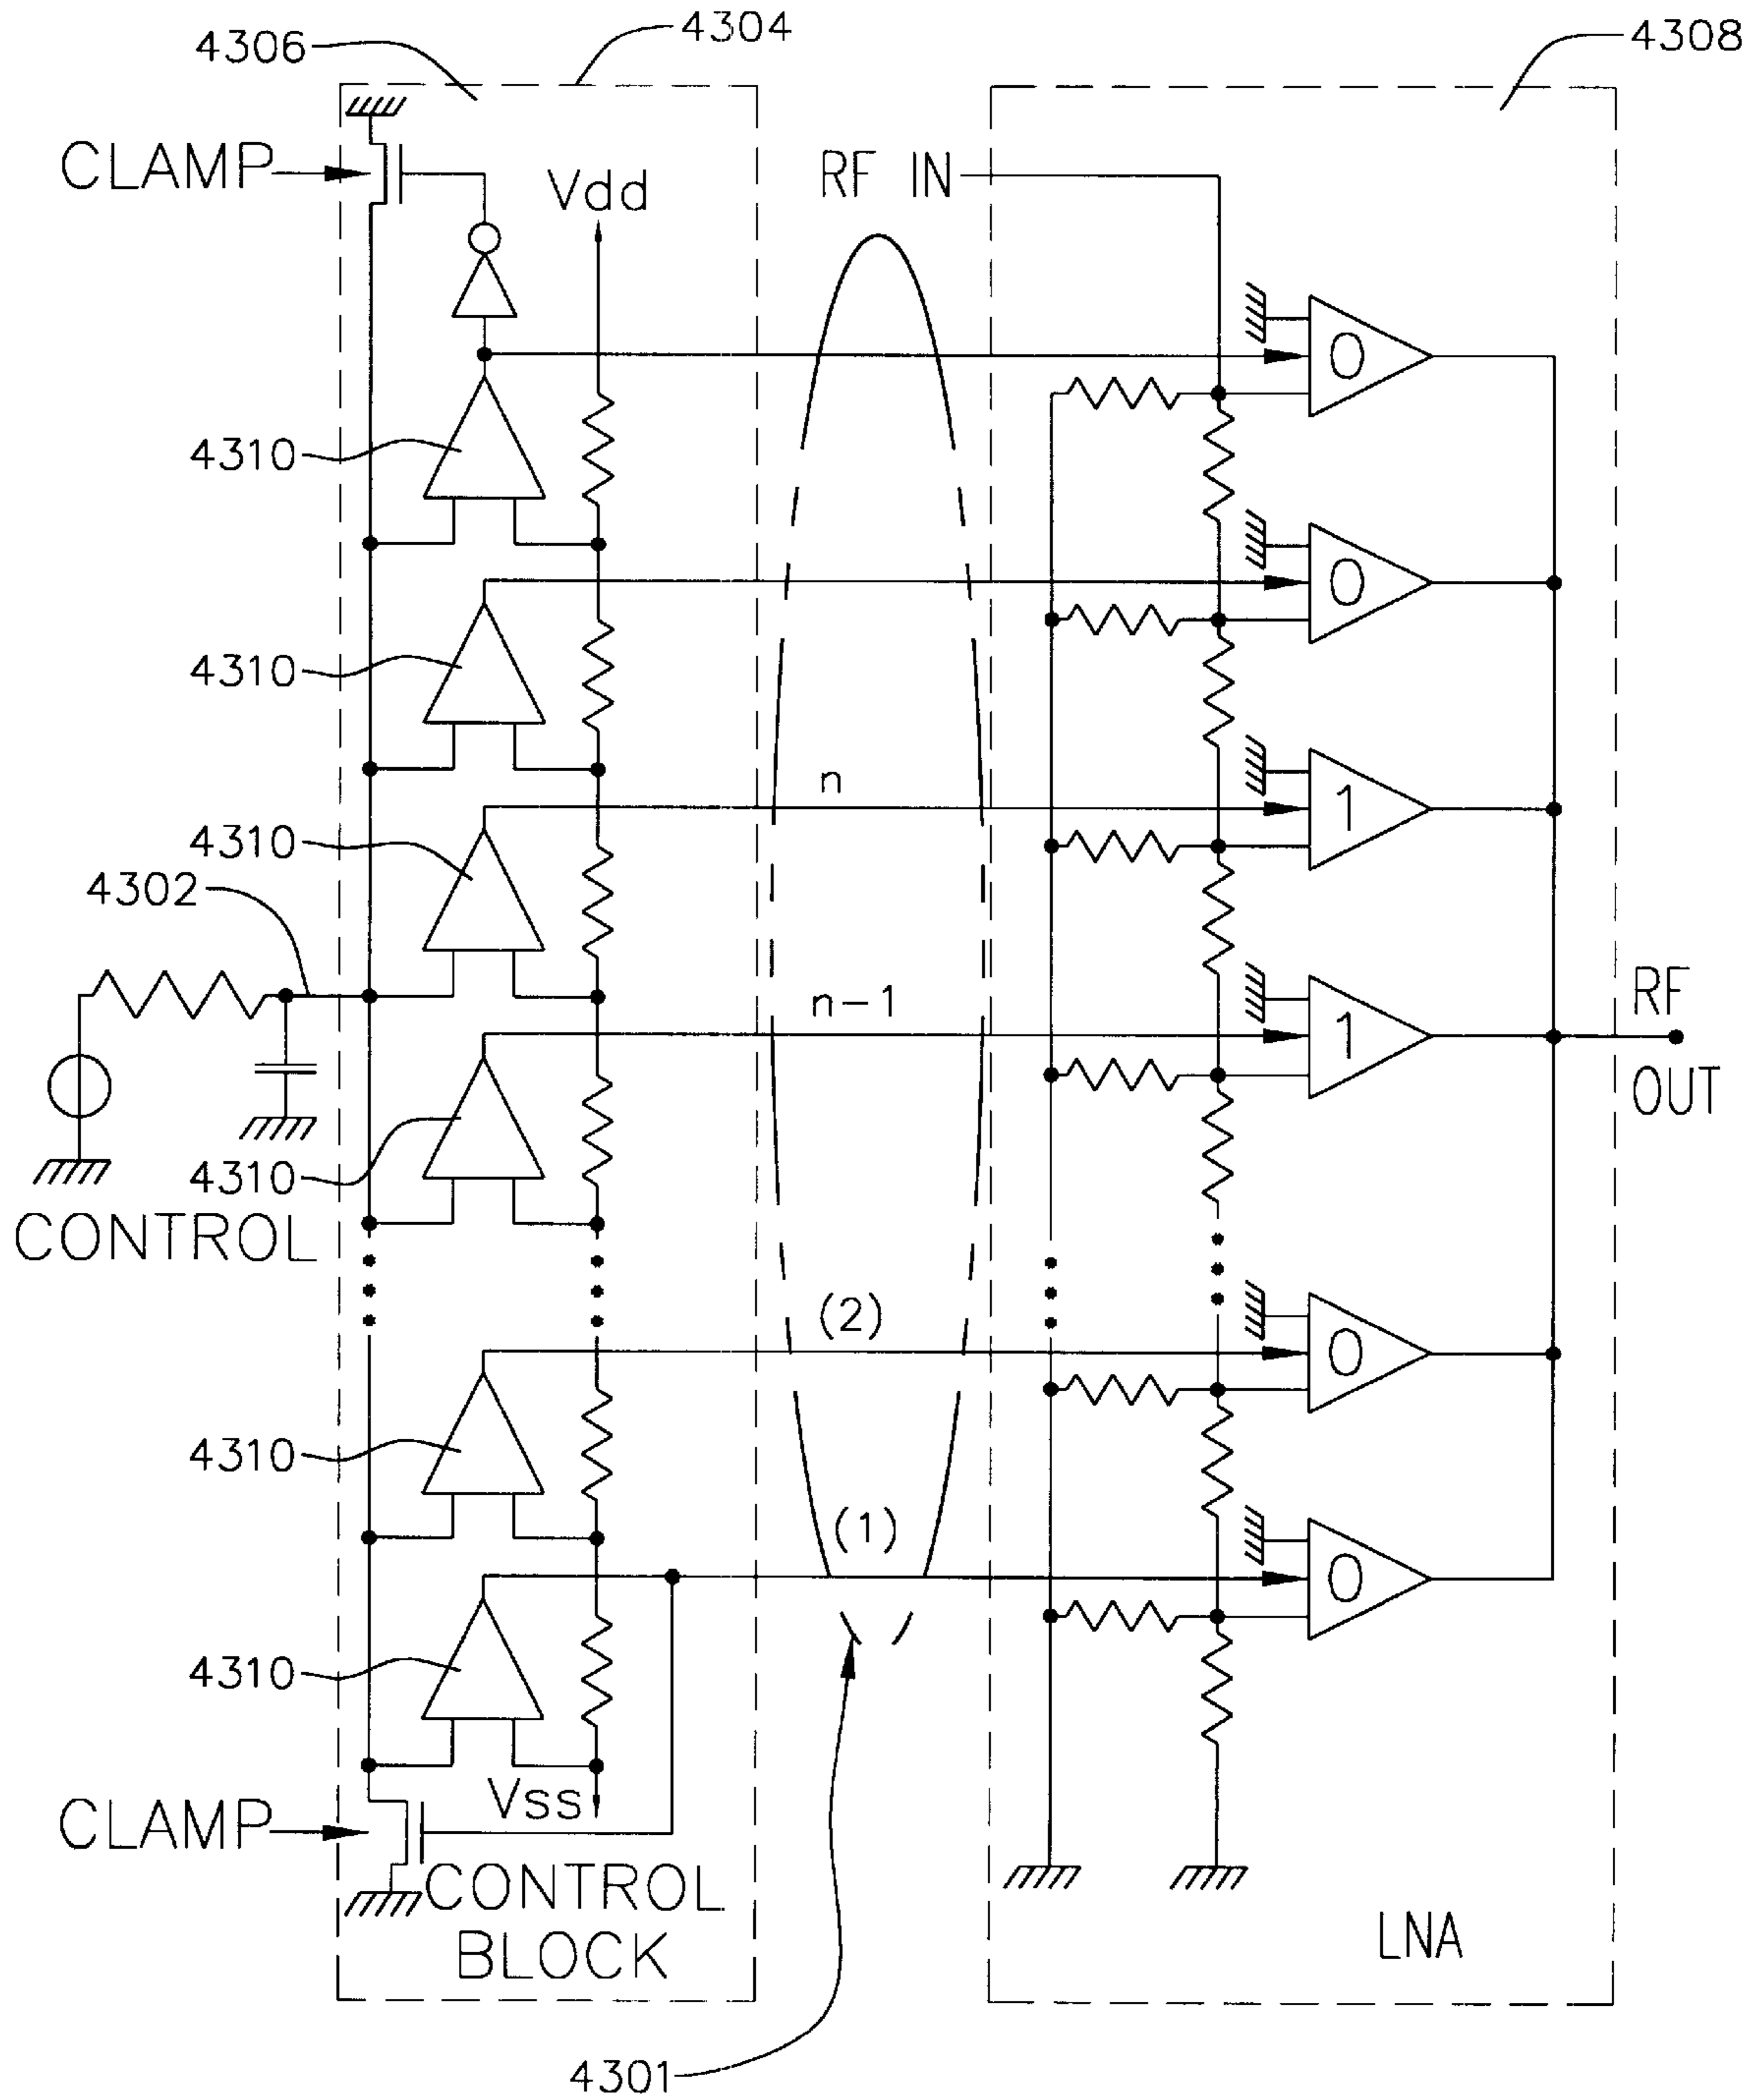 4306
4304
4308
CLAMP
Vdd
RF IN
0
4310
0
4310
n
1
4310
4302
n-1
1
RF
OUT
4310
CONTROL
(2)
0
4310
(1)
0
4310
Vss
CLAMP
CONTROL
BLOCK
LNA
4301